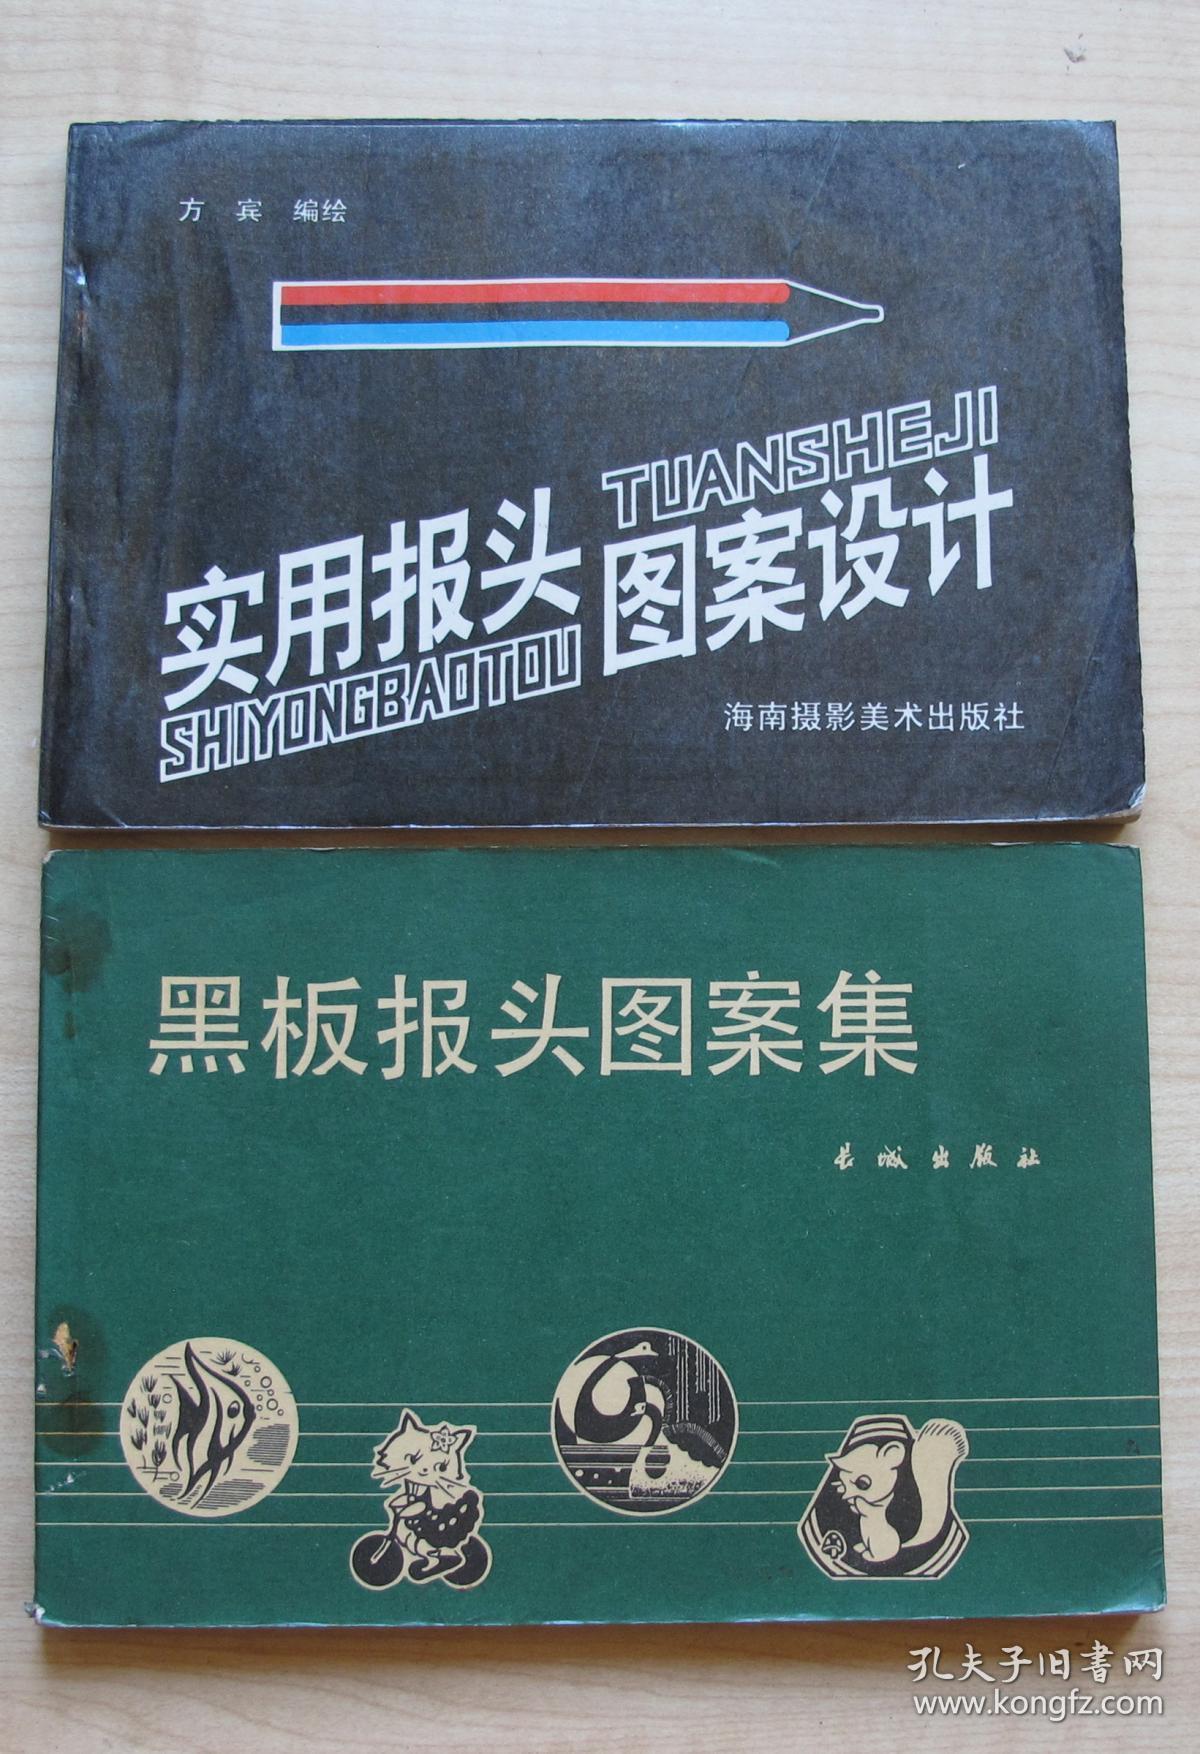 方 宾 编绘
TUANSHEJI
实用报头图案设计
SHIYONGBAOTOU
海南摄影美术出版社
黑板报头图案集
长城出版社
孔夫子旧書网
www.kongfz.com